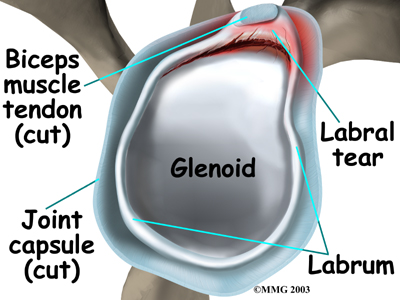 Biceps
muscle
tendon
(cut)
Labral
tear
Glenoid
Joint
capsule
(cut)
Labrum
©MMG 2003